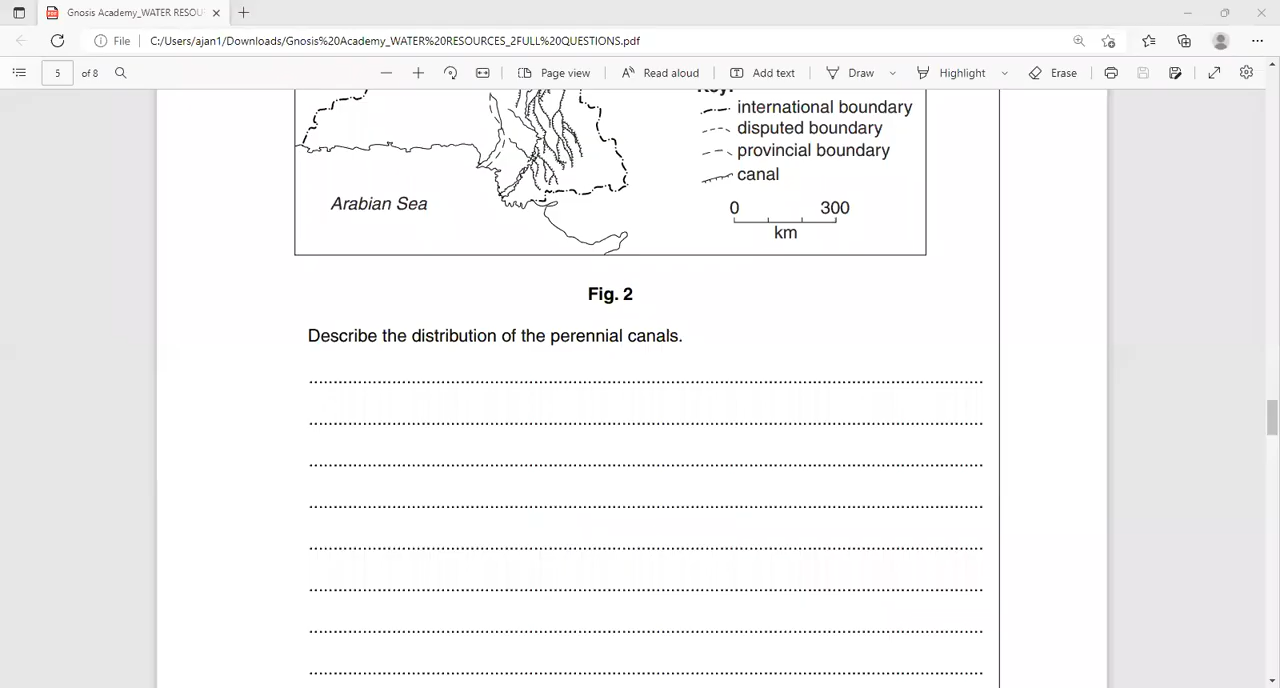 Gnosis Academy_WATER RESOU
File
C:/Users/ajan1/Downloads/Gnosis%20Academy_WATER%20RESOURCES_2FULL%20QUESTIONS.pdf
5 of 8
Page view
Read aloud
Add text
Draw
Highlight
Erase
Key:
international boundary
disputed boundary
provincial boundary
canal
Arabian Sea
0 300
km
Fig. 2
Describe the distribution of the perennial canals.